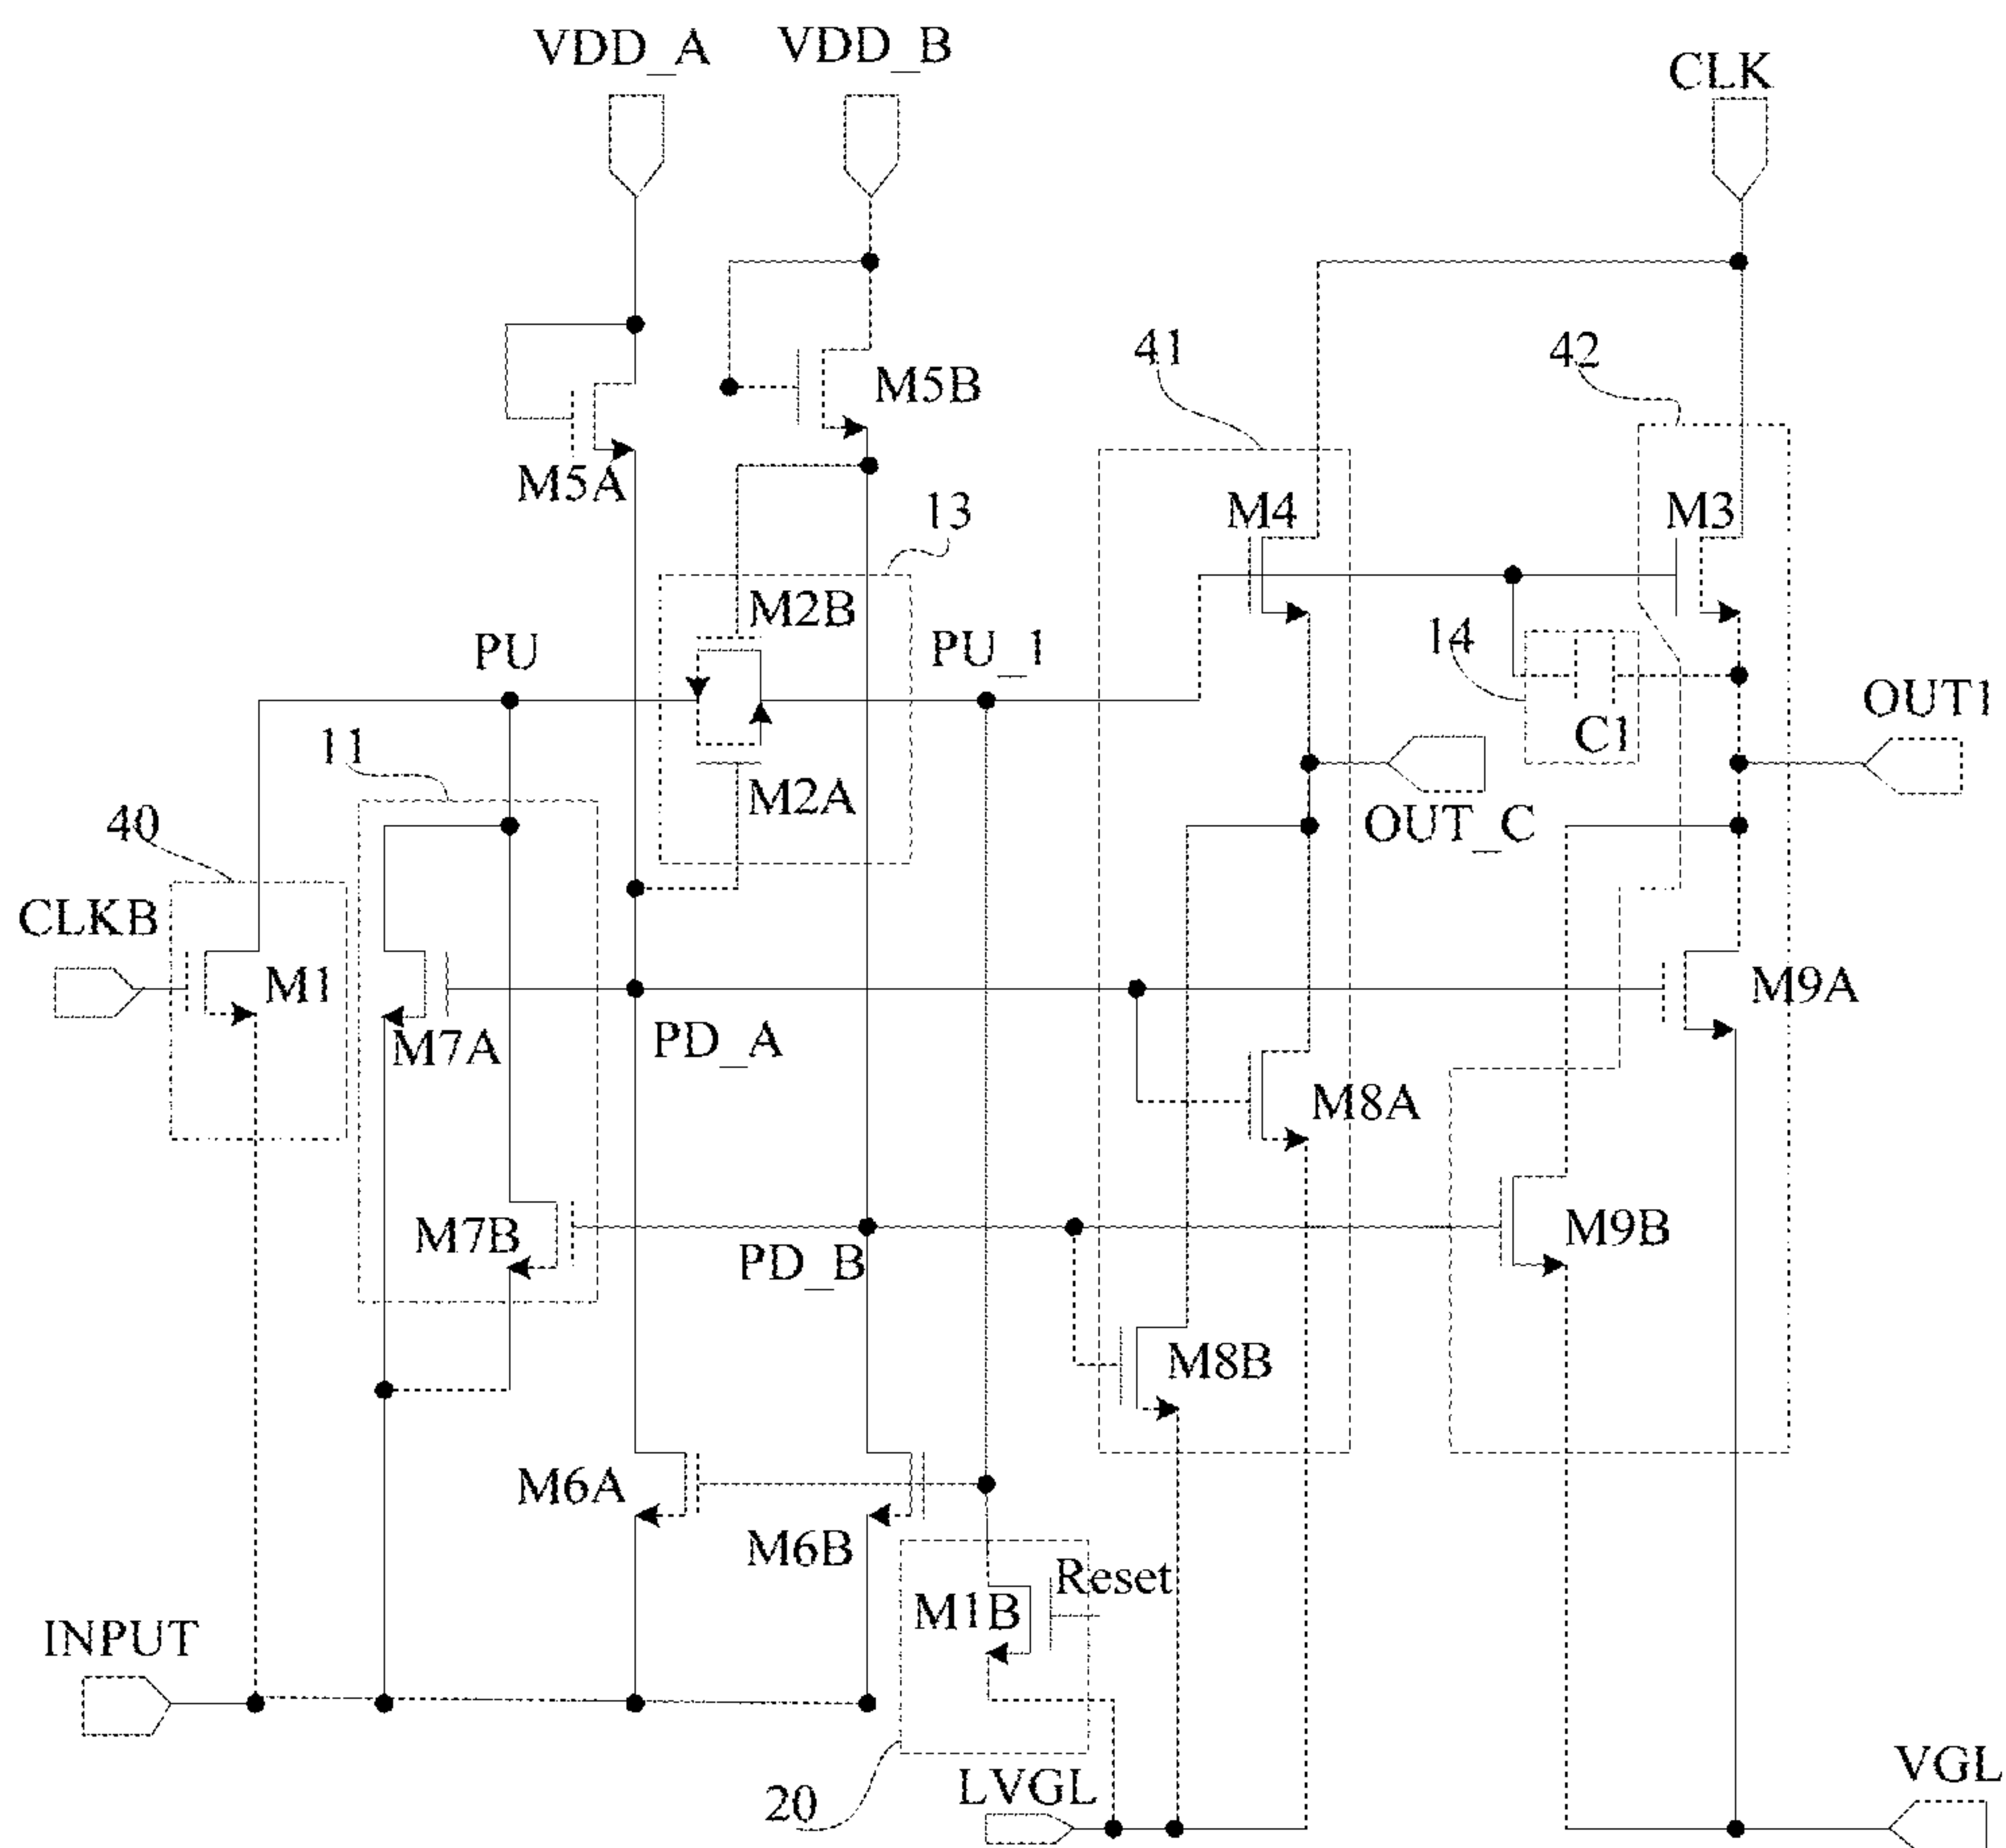 VDD_A
VDD_B
CLK
41
42
M5B
M5A
13
M4
M3
M2B
PU
PU_1
14
OUT1
11
C1
M2A
40
OUT_C
CLKB
M1
M9A
M7A
PD_A
M8A
M7B
PD_B
M9B
M8B
M6A
M6B
Reset
M1B
INPUT
20
LVGL
VGL